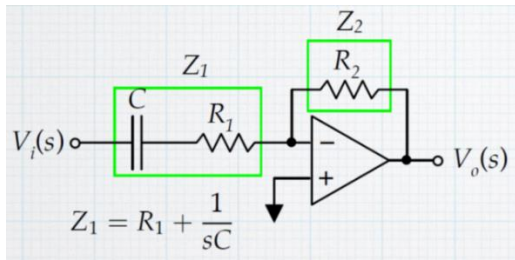 Z₂
Z₁
R₂
C
R₁
Vᵢ(s)
−
+
Vₒ(s)
Z₁ = R₁ + 1/sC